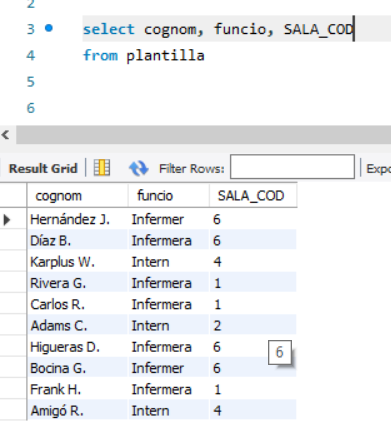 2
3 select cognom, funcio, SALA_COD
4 from plantilla
5
6
Result Grid Filter Rows: Expo
cognom funcio SALA_COD
Hernández J. Infermer 6
Díaz B. Infermera 6
Karplus W. Intern 4
Rivera G. Infermera 1
Carlos R. Infermera 1
Adams C. Intern 2
Higueras D. Infermera 6
6
Bocina G. Infermer 6
Frank H. Infermera 1
Amigó R. Intern 4